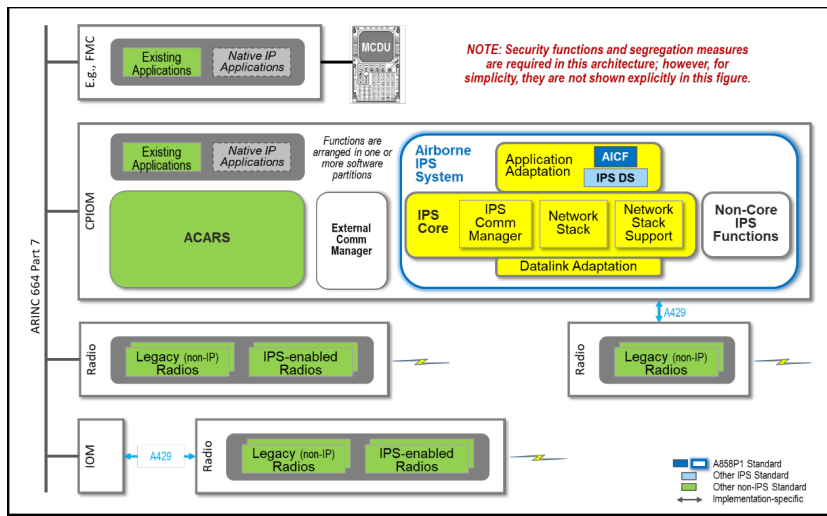 E.g., FMC
Existing
Applications
Native IP
Applications
MCDU
NOTE: Security functions and segregation measures
are required in this architecture; however, for
simplicity, they are not shown explicitly in this figure.
ARINC 664 Part 7
CPIOM
Existing
Applications
Native IP
Applications
Functions are
arranged in one or
more software
partitions
ACARS
External
Comm
Manager
Airborne
IPS
System
Application
Adaptation
AICF
IPS DS
IPS
Core
IPS
Comm
Manager
Network
Stack
Network
Stack
Support
Non-Core
IPS
Functions
Datalink Adaptation
A429
Radio
Legacy (non-IP)
Radios
IPS-enabled
Radios
Radio
Legacy (non-IP)
Radios
IOM
A429
Radio
Legacy (non-IP)
Radios
IPS-enabled
Radios
A858P1 Standard
Other IPS Standard
Other non-IPS Standard
Implementation-specific